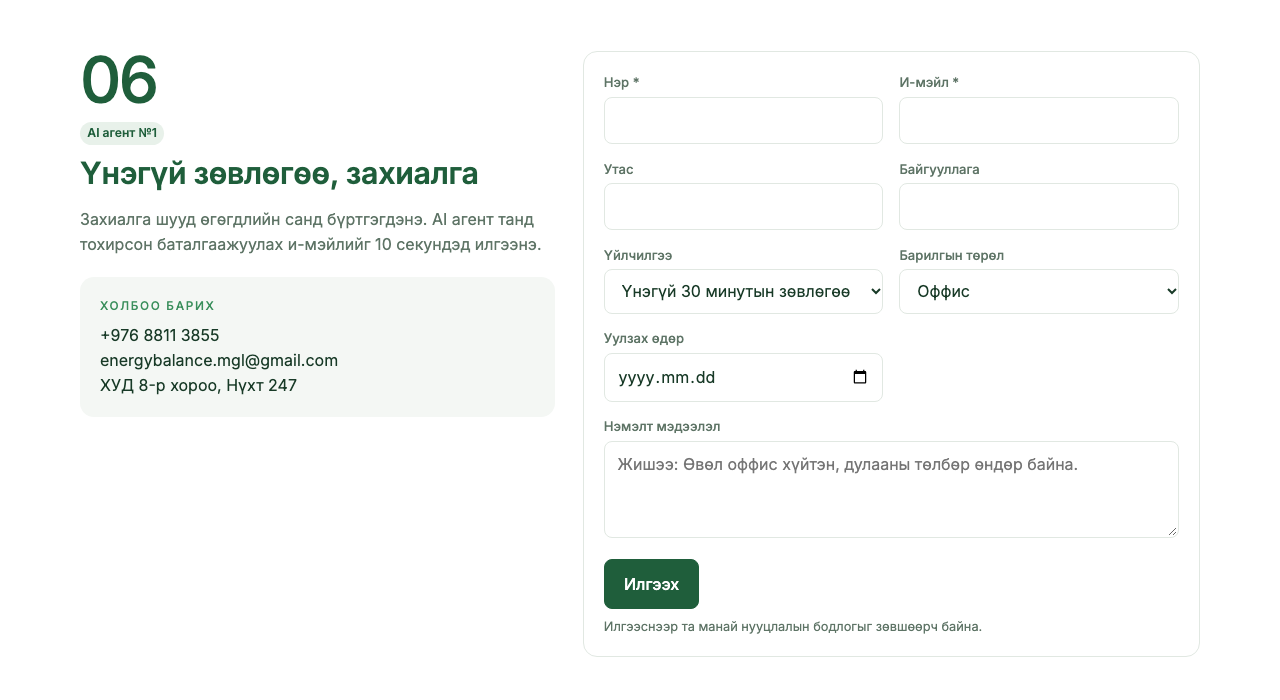 06
AI агент №1
Үнэгүй зөвлөгөө, захиалга
Захиалга шууд өгөгдлийн санд бүртгэгдэнэ. AI агент танд
тохирсон баталгаажуулах и-мэйлийг 10 секундэд илгээнэ.
ХОЛБОО БАРИХ
+976 8811 3855
energybalance.mgl@gmail.com
ХУД 8-р хороо, Нүхт 247
Нэр *
И-мэйл *
Утас
Байгууллага
Үйлчилгээ
Барилгын төрөл
Үнэгүй 30 минутын зөвлөгөө
Оффис
Уулзах өдөр
yyyy.mm.dd
Нэмэлт мэдээлэл
Жишээ: Өвөл оффис хүйтэн, дулааны төлбөр өндөр байна.
Илгээх
Илгээснээр та манай нууцлалын бодлогыг зөвшөөрч байна.